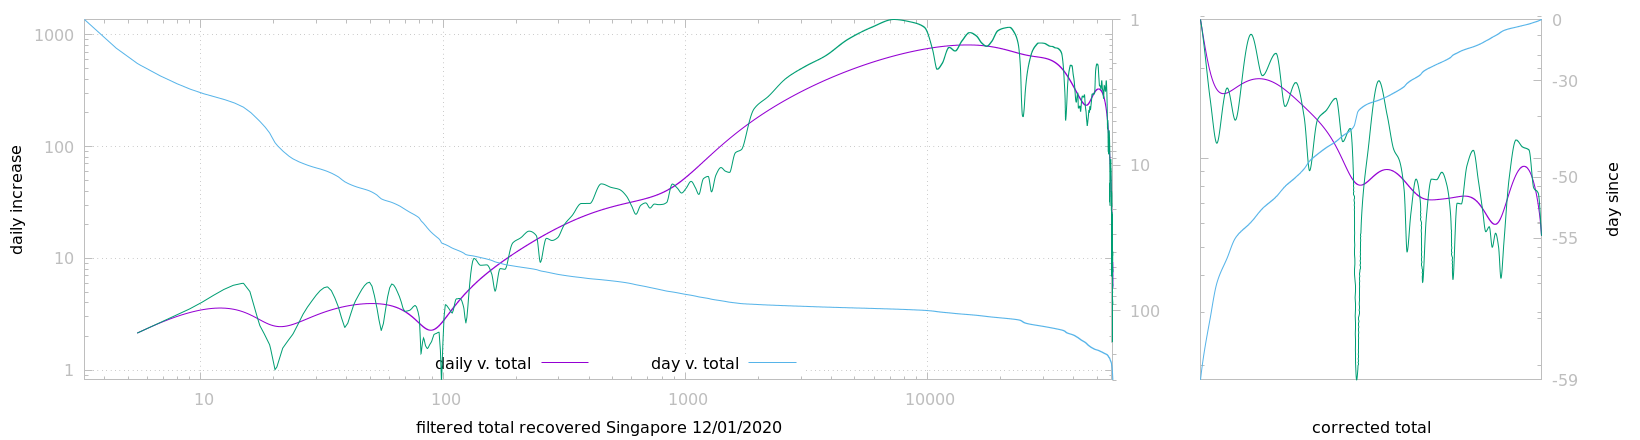 daily increase
1000
100
10
1
daily v. total
day v. total
10
100
1000
10000
filtered total recovered Singapore 12/01/2020
1
10
100
0
-30
-50
-55
-59
day since
corrected total